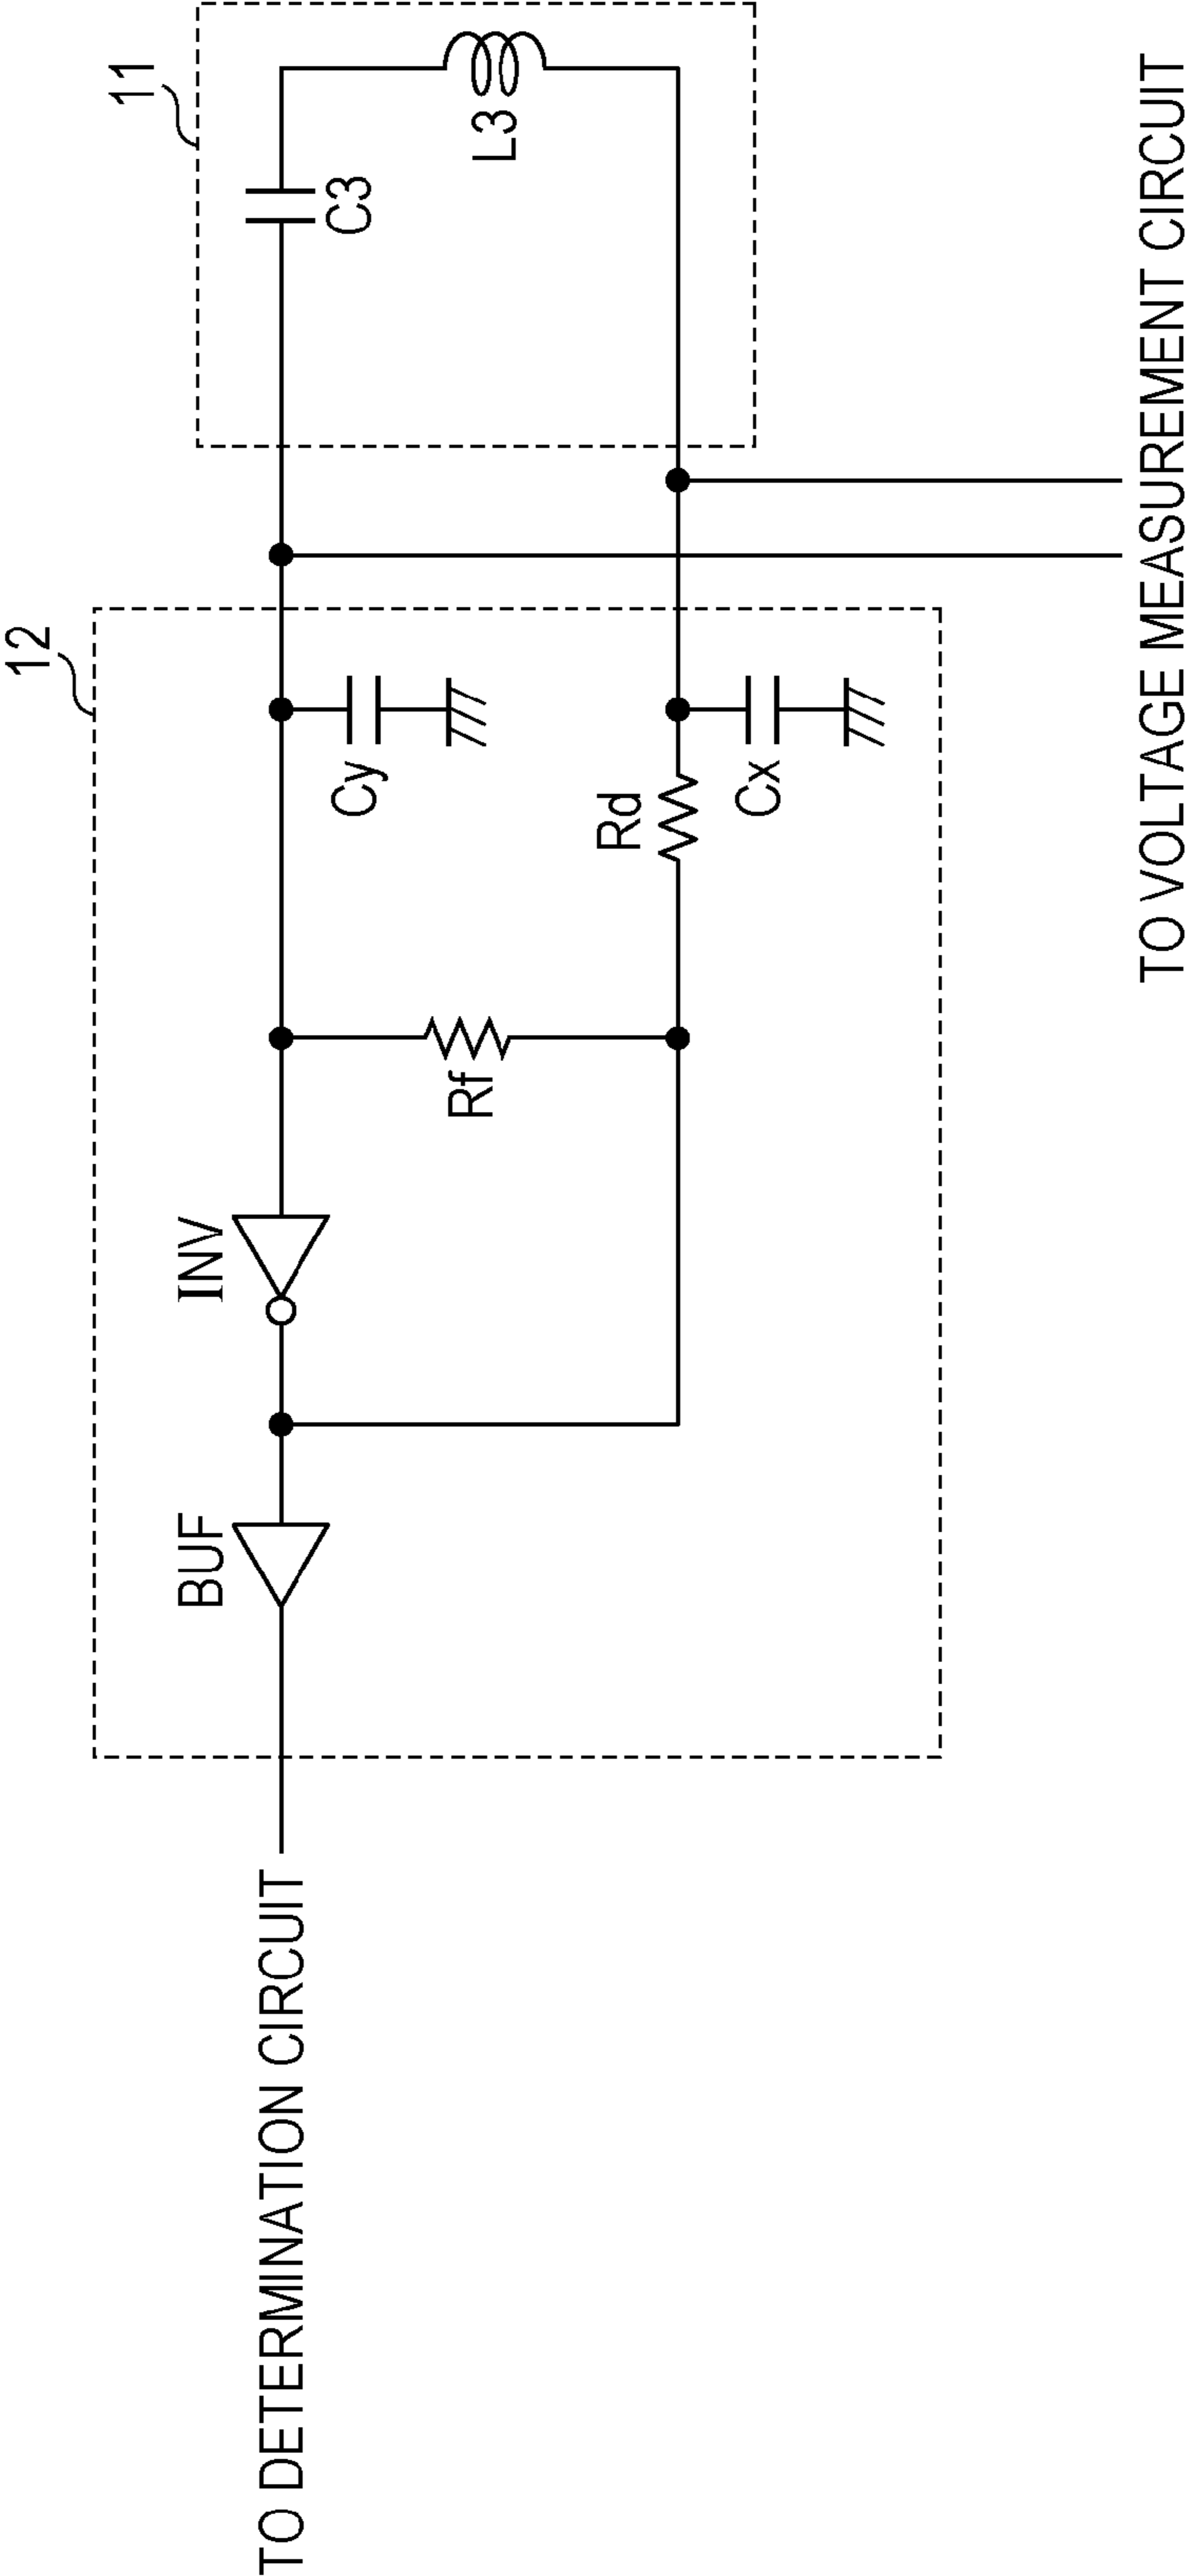 11
C3
L3
12
Cy
Rd
Cx
Rf
INV
BUF
TO VOLTAGE MEASUREMENT CIRCUIT
TO DETERMINATION CIRCUIT